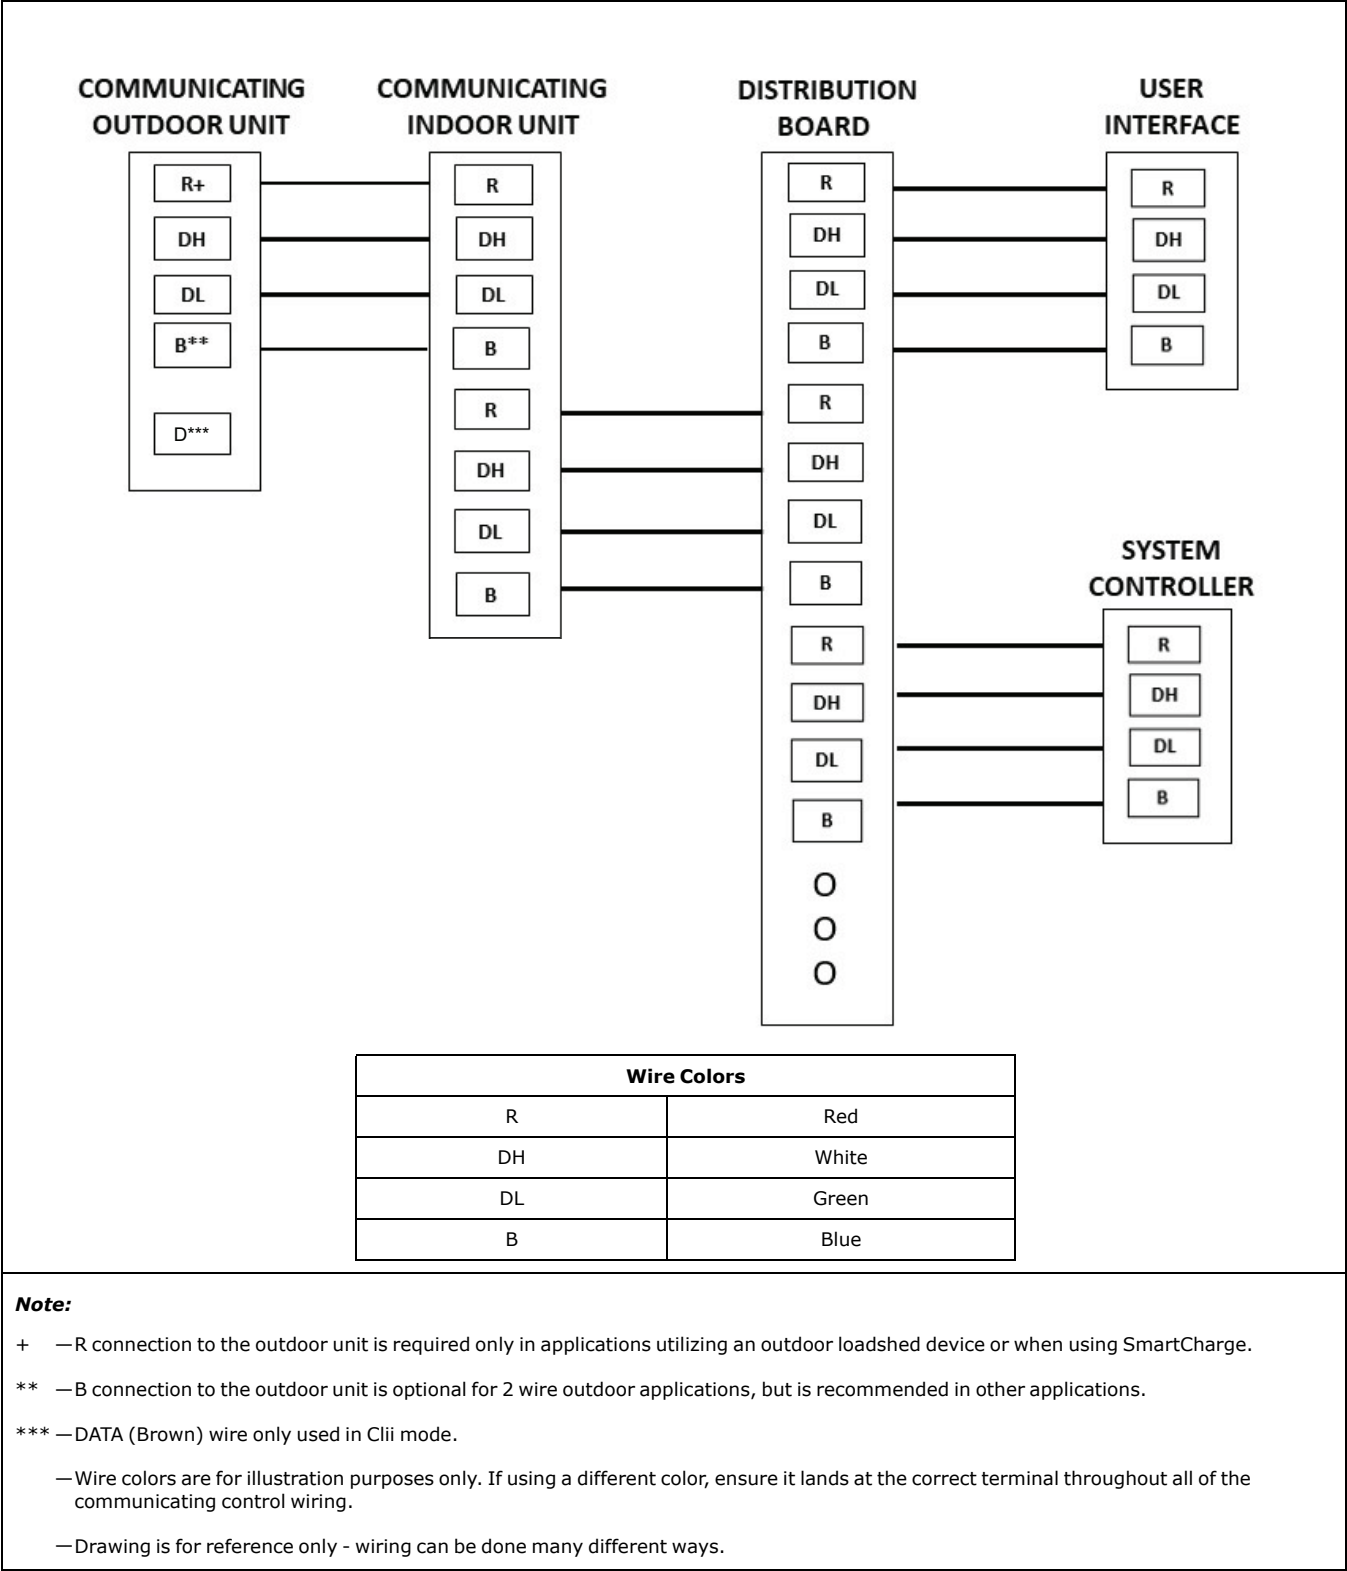 COMMUNICATING
OUTDOOR UNIT
R+
DH
DL
B**
D***
COMMUNICATING
INDOOR UNIT
R
DH
DL
B
R
DH
DL
B
DISTRIBUTION
BOARD
R
DH
DL
B
R
DH
DL
B
R
DH
DL
B
O
O
O
USER
INTERFACE
R
DH
DL
B
SYSTEM
CONTROLLER
R
DH
DL
B
Wire Colors
R Red
DH White
DL Green
B Blue
Note:
+ —R connection to the outdoor unit is required only in applications utilizing an outdoor loadshed device or when using SmartCharge.
** —B connection to the outdoor unit is optional for 2 wire outdoor applications, but is recommended in other applications.
*** —DATA (Brown) wire only used in Clii mode.
—Wire colors are for illustration purposes only. If using a different color, ensure it lands at the correct terminal throughout all of the
communicating control wiring.
—Drawing is for reference only - wiring can be done many different ways.